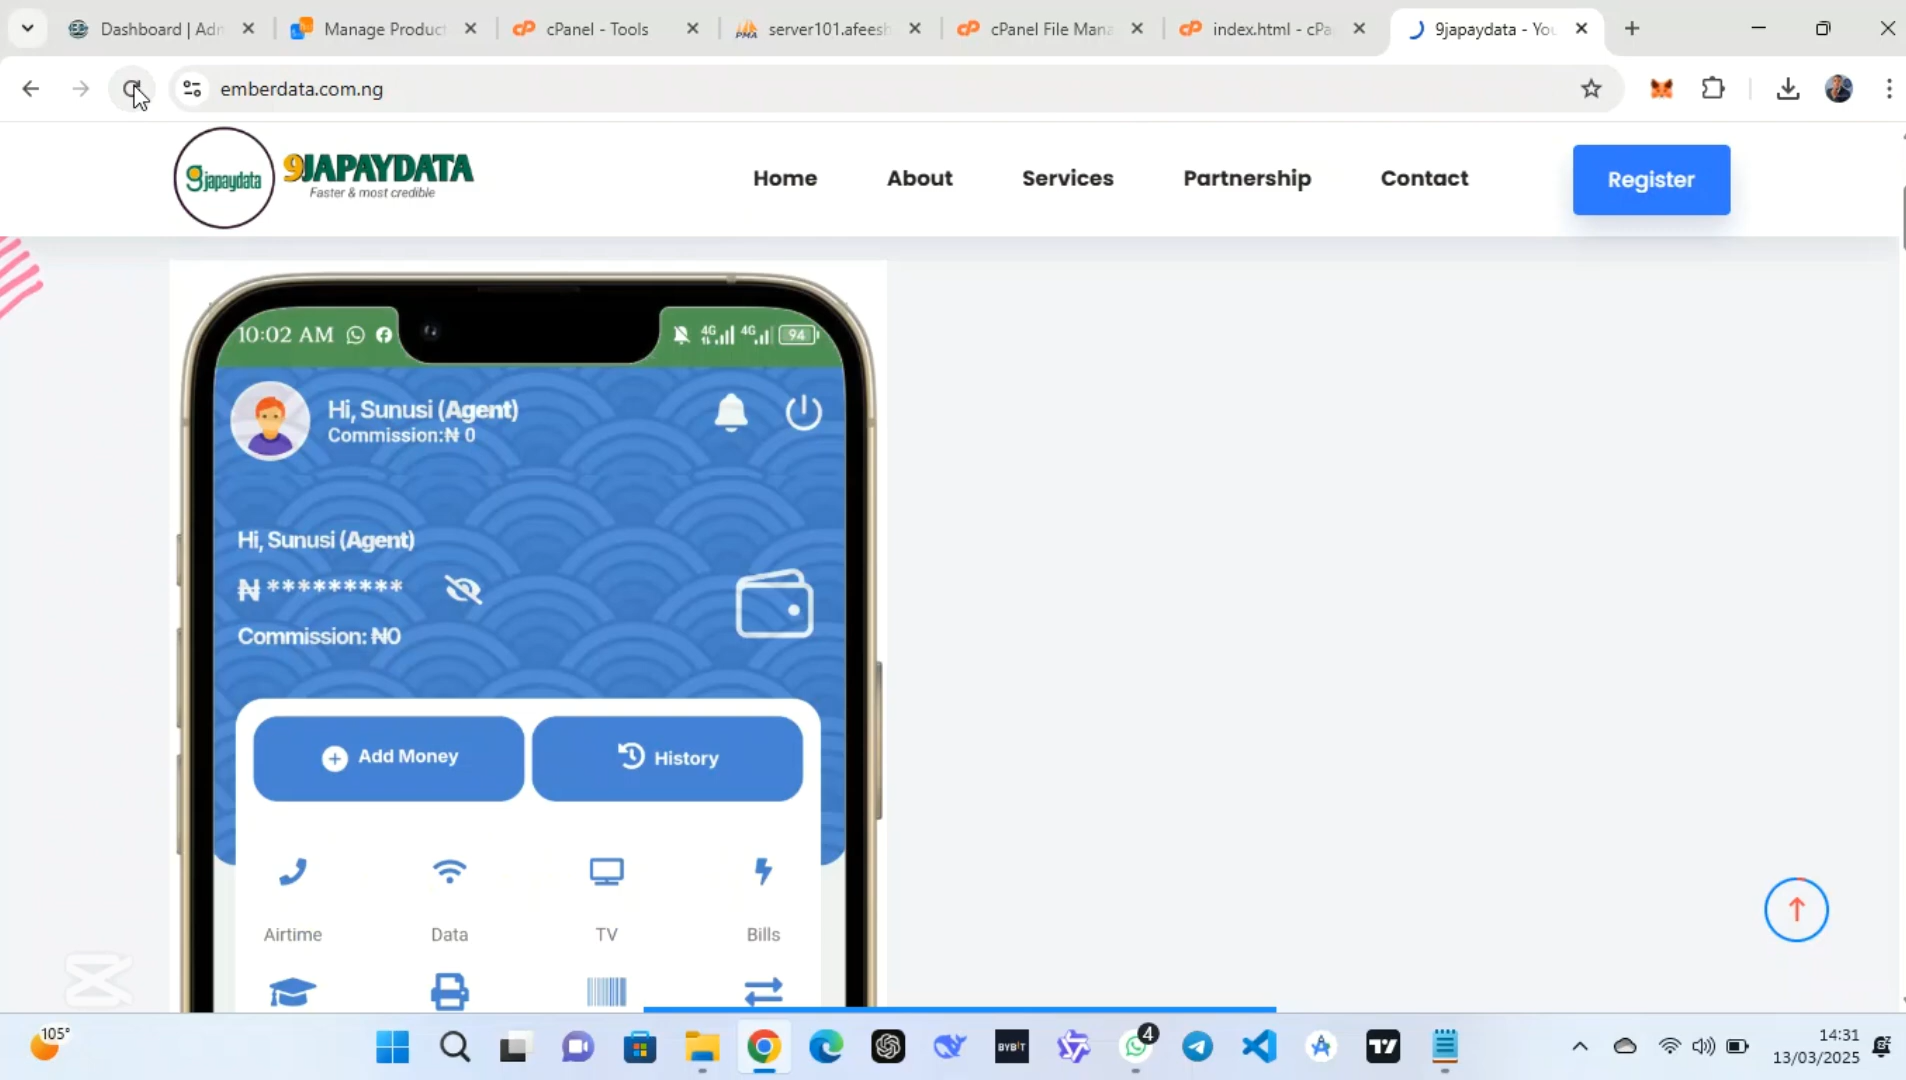 Dashboard | Adn
Manage Product
cPanel - Tools
server101.afeesh
cPanel File Mana
index.html - cPa
9japaydata - You
emberdata.com.ng
9japaydata
9JAPAYDATA
Faster & most credible
Home
About
Services
Partnership
Contact
Register
10:02 AM
4G
4G
94
Hi, Sunusi (Agent)
Commission:₦ 0
Hi, Sunusi (Agent)
₦ *********
Commission: ₦0
Add Money
History
Airtime
Data
TV
Bills
105°
BYBIT
4
14:31
13/03/2025